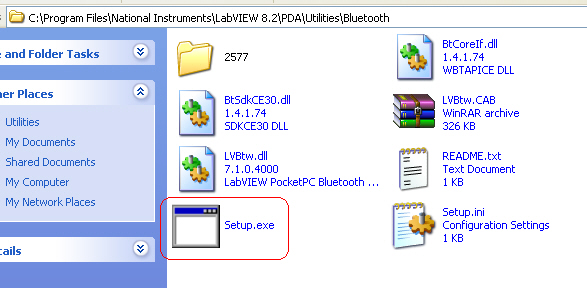 C:\Program Files\National Instruments\LabVIEW 8.2\PDA\Utilities\Bluetooth
e and Folder Tasks
er Places
Utilities
My Documents
Shared Documents
My Computer
My Network Places
etails
2577
BtCoreIf.dll
1.4.1.74
WBTAPICE DLL
BtSdkCE30.dll
1.4.1.74
SDKCE30 DLL
LVBtw.CAB
WinRAR archive
326 KB
LVBtw.dll
7.1.0.4000
LabVIEW PocketPC Bluetooth ...
README.txt
Text Document
1 KB
Setup.exe
Setup.ini
Configuration Settings
1 KB